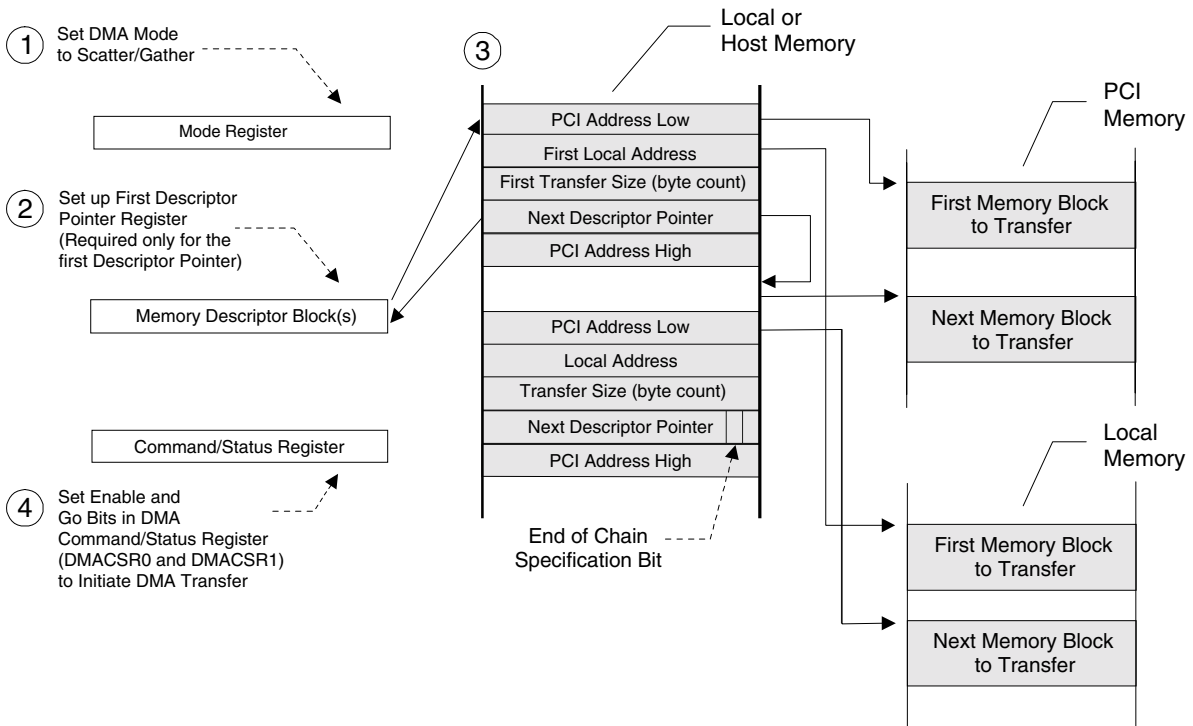 1
Set DMA Mode
to Scatter/Gather
Mode Register
2
Set up First Descriptor
Pointer Register
(Required only for the
first Descriptor Pointer)
Memory Descriptor Block(s)
Command/Status Register
4
Set Enable and
Go Bits in DMA
Command/Status Register
(DMACSR0 and DMACSR1)
to Initiate DMA Transfer
3
Local or
Host Memory
PCI Address Low
First Local Address
First Transfer Size (byte count)
Next Descriptor Pointer
PCI Address High
PCI Address Low
Local Address
Transfer Size (byte count)
Next Descriptor Pointer
PCI Address High
End of Chain
Specification Bit
PCI
Memory
First Memory Block
to Transfer
Next Memory Block
to Transfer
Local
Memory
First Memory Block
to Transfer
Next Memory Block
to Transfer